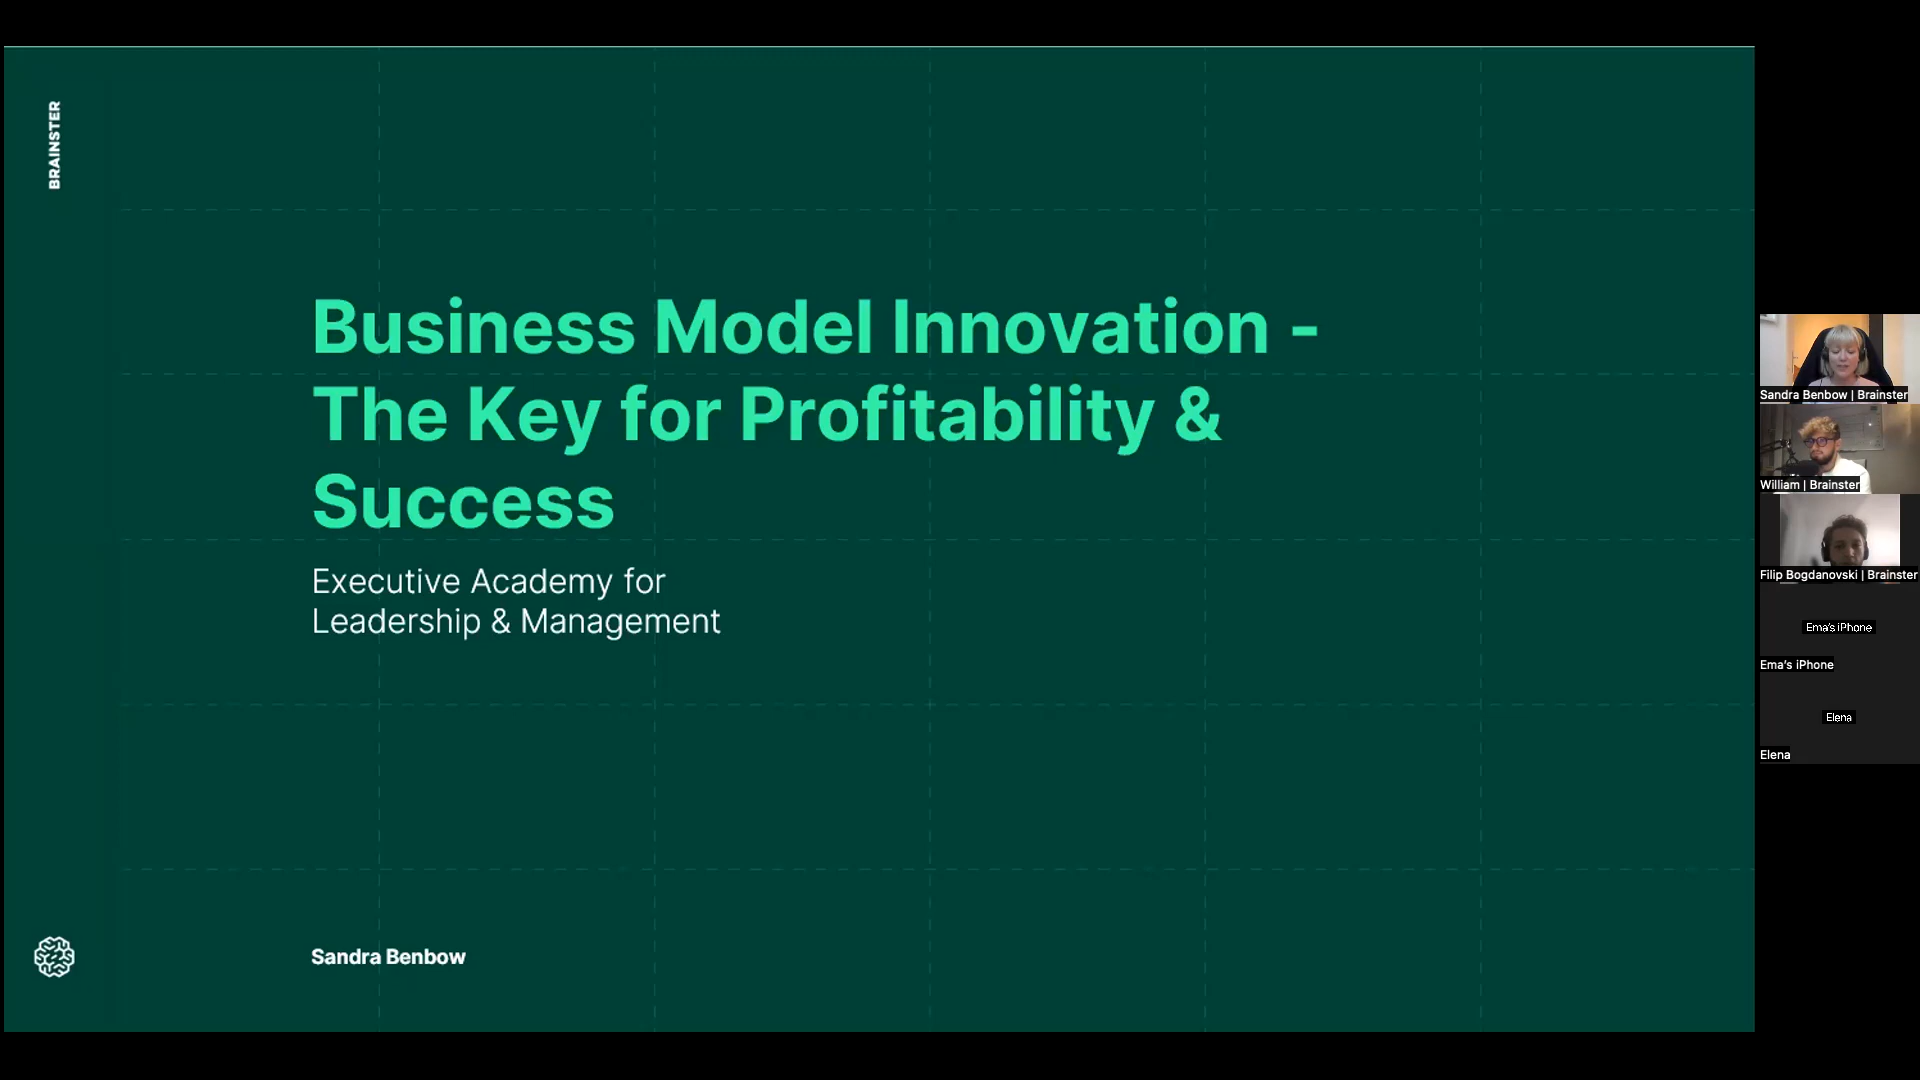 BRAINSTER
Business Model Innovation -
The Key for Profitability &
Success
Executive Academy for
Leadership & Management
Sandra Benbow
Sandra Benbow | Brainster
William | Brainster
Filip Bogdanovski | Brainster
Ema's iPhone
Ema's iPhone
Elena
Elena